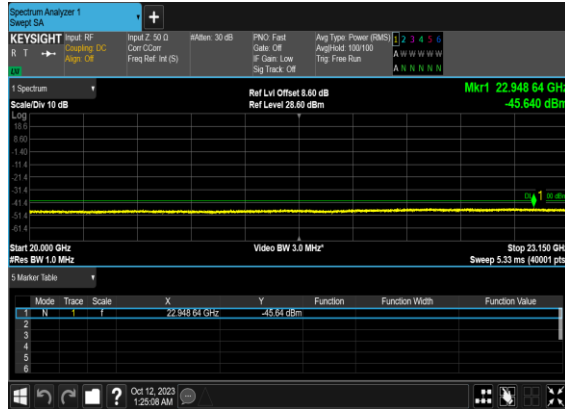 Spectrum Analyzer 1
Swept SA
+
KEYSIGHT Input: RF Input Z: 50 Ω #Atten: 30 dB PNO: Fast Avg Type: Power (RMS) 1 2 3 4 5 6
R T Coupling: DC Corr CCorr Gate: Off Avg|Hold: 100/100 A W W W W W
Align: Off Freq Ref: Int (S) IF Gain: Low Trig: Free Run
Sig Track: Off A N N N N N
1 Spectrum Ref Lvl Offset 8.60 dB Mkr1 22.948 64 GHz
Scale/Div 10 dB Ref Level 28.60 dBm -45.640 dBm
Log
18.6
8.60
-1.40
-11.4
-21.4
-31.4
-41.4
-51.4
-61.4
1
Start 20.000 GHz Video BW 3.0 MHz* Stop 23.150 GHz
#Res BW 1.0 MHz Sweep 5.33 ms (40001 pts)
5 Marker Table
Mode Trace Scale X Y Function Function Width Function Value
1 N 1 f 22.948 64 GHz -45.64 dBm
2
3
4
5
6
? Oct 12, 2023
1:25:08 AM